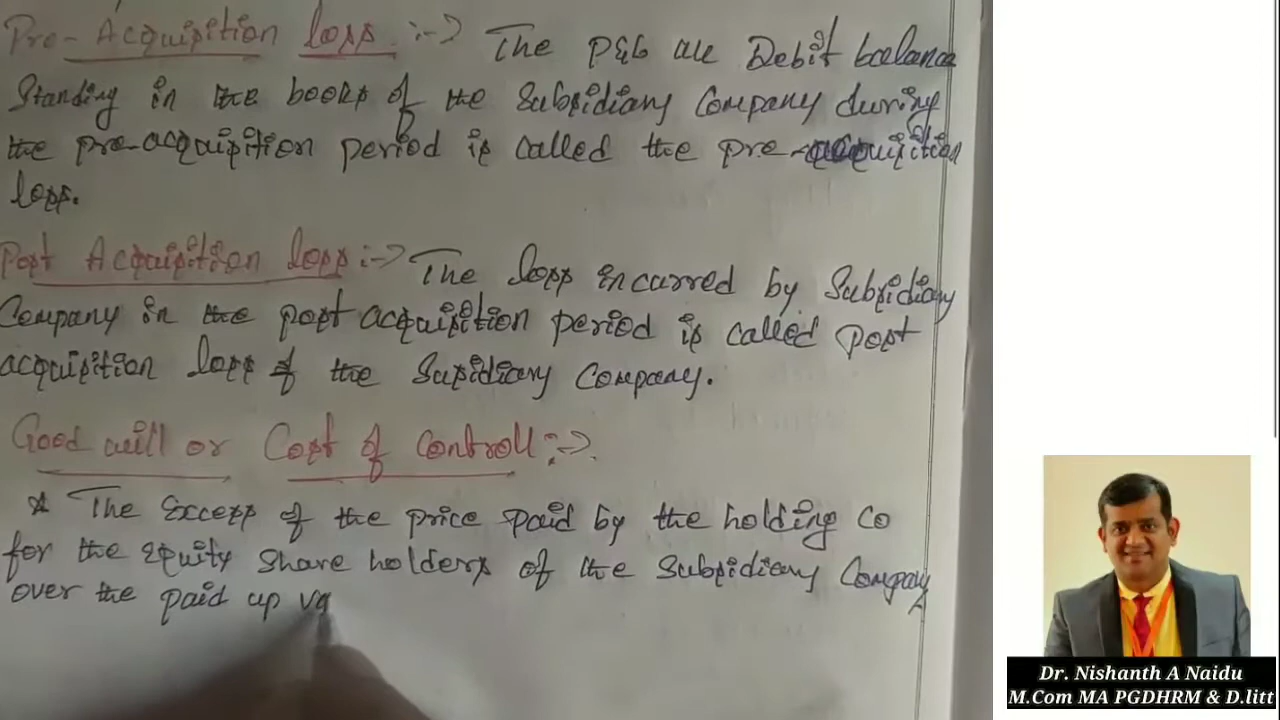 Pre-Acquisition loss :-> The P&L a/c Debit balance
Standing in the books of the Subsidiary Company during
the pre-acquisition period is called the pre-acquisition
loss.
Post Acquisition loss :-> The loss incurred by Subsidiary
Company in the post acquisition period is called Post
acquisition loss of the Supidiary Company.
Good will or Cost of Controll :->
* The Excess of the price paid by the holding Co
for the equity Share holders of the Subsidiary Company
over the paid up va
Dr. Nishanth A Naidu
M.Com MA PGDHRM & D.litt